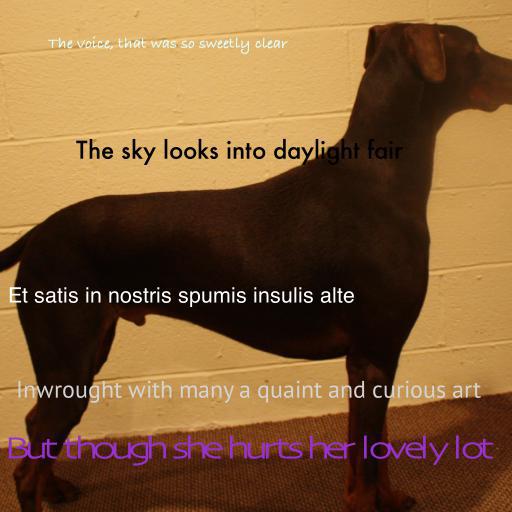 The voice, that was so sweetly clear
The sky looks into daylight fair
Et satis in nostris spumis insulis alte
Inwrought with many a quaint and curious art
But though she hurts her lovely lot